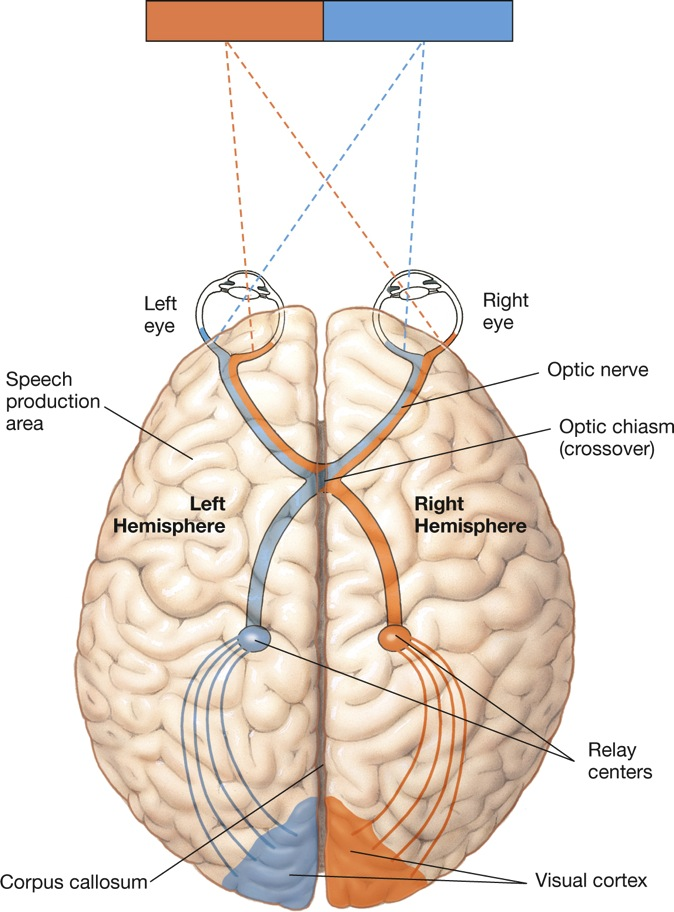 Left
eye
Right
eye
Speech
production
area
Optic nerve
Optic chiasm
(crossover)
Left
Hemisphere
Right
Hemisphere
Relay
centers
Corpus callosum
Visual cortex